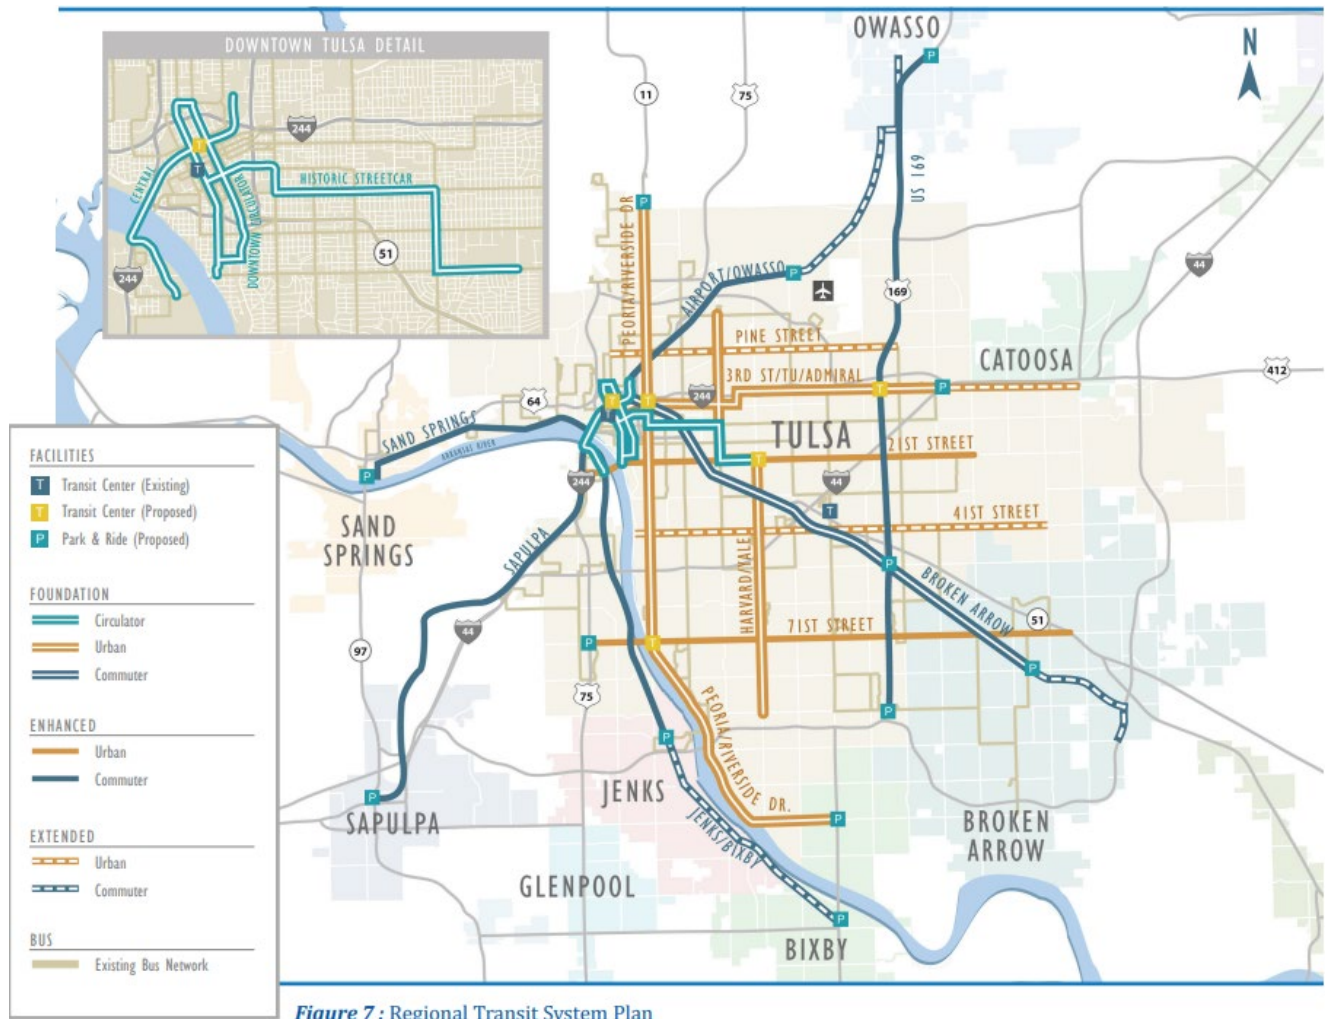 OWASSO
N
DOWNTOWN TULSA DETAIL
244
CENTRAL
HISTORIC STREETCAR
DOWNTOWN CIRCULATOR
51
244
T
T
11
75
P
P
US 169
PEORIA/RIVERSIDE DR
AIRPORT/OWASSO
P
169
44
PINE STREET
CATOOSA
3RD ST/TU/ADMIRAL
412
64
T
T
244
T
P
SAND SPRINGS
ARKANSAS RIVER
TULSA
21ST STREET
P
T
244
44
T
SAND
SPRINGS
41ST STREET
SAPULPA
HARVARD/YALE
P
BROKEN ARROW
51
71ST STREET
44
97
P
T
P
75
P
PEORIA/RIVERSIDE DR.
P
JENKS
P
SAPULPA
P
JENKS/BIXBY
BROKEN
ARROW
GLENPOOL
P
BIXBY
FACILITIES
T Transit Center (Existing)
T Transit Center (Proposed)
P Park & Ride (Proposed)
FOUNDATION
Circulator
Urban
Commuter
ENHANCED
Urban
Commuter
EXTENDED
Urban
Commuter
BUS
Existing Bus Network
Figure 7 : Regional Transit System Plan